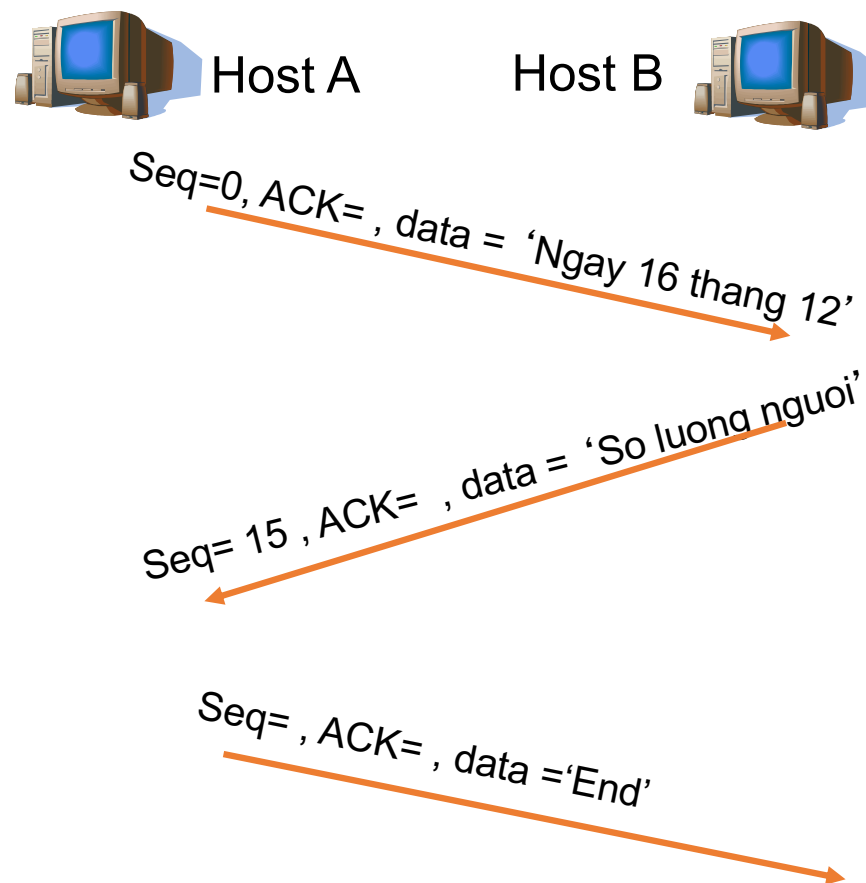 Host A
Host B
Seq=0, ACK= , data = ‘Ngay 16 thang 12’
Seq= 15 , ACK= , data = ‘So luong nguoi’
Seq= , ACK= , data =‘End’